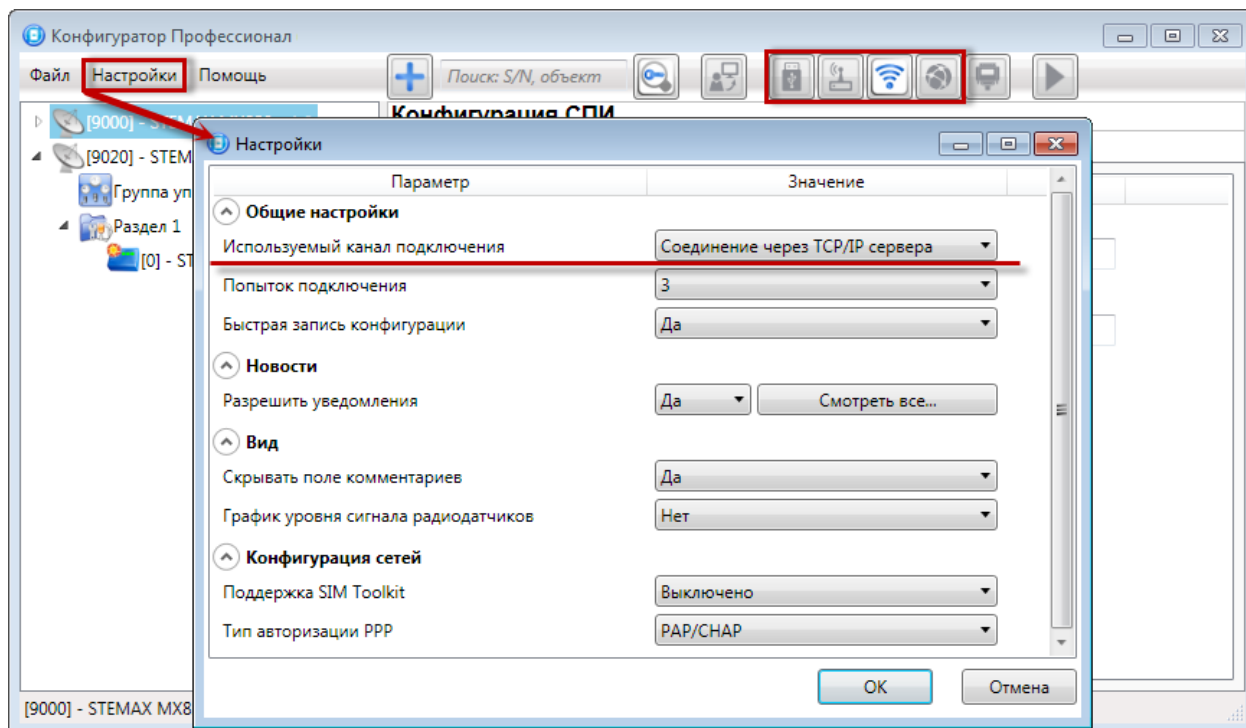 Конфигуратор Профессионал
Файл Настройки Помощь Поиск: S/N, объект
Конфигурация СПИ
[9000] - STEMAX
[9020] - STEM
Группа уп
Раздел 1
[0] - ST
Настройки
Параметр Значение
Общие настройки
Используемый канал подключения Соединение через TCP/IP сервера
Попыток подключения 3
Быстрая запись конфигурации Да
Новости
Разрешить уведомления Да Смотреть все...
Вид
Скрывать поле комментариев Да
График уровня сигнала радиодатчиков Нет
Конфигурация сетей
Поддержка SIM Toolkit Выключено
Тип авторизации PPP PAP/CHAP
OK Отмена
[9000] - STEMAX MX8